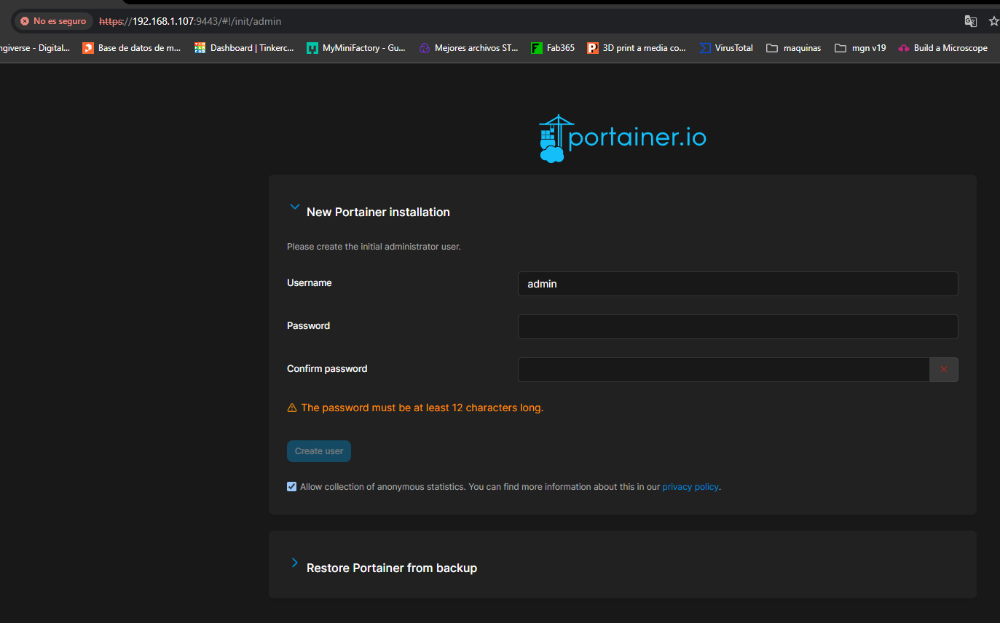 No es seguro https://192.168.1.107:9443/#!/init/admin
ngiverse - Digital... Base de datos de m... Dashboard | Tinkerc... MyMiniFactory - Gu... Mejores archivos ST... Fab365 3D print a media co... VirusTotal maquinas mgn v19 Build a Microscope
portainer.io
New Portainer installation
Please create the initial administrator user.
Username admin
Password
Confirm password
The password must be at least 12 characters long.
Create user
Allow collection of anonymous statistics. You can find more information about this in our privacy policy.
Restore Portainer from backup